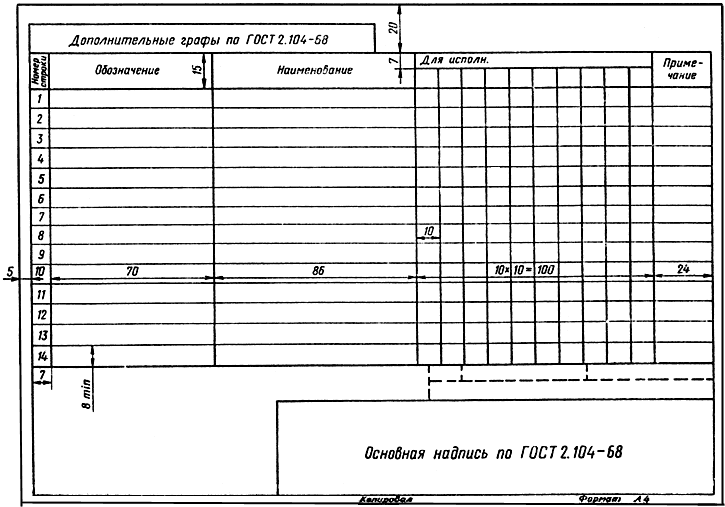 Дополнительные графы по ГОСТ 2.104-68
20
Номер строки
Обозначение
15
Наименование
7
Для исполн.
Приме-
чание
1
2
3
4
5
6
7
8
10
9
5
10
70
86
10×10=100
24
11
12
13
14
7
8 min
Основная надпись по ГОСТ 2.104-68
Копировал
Формат А4